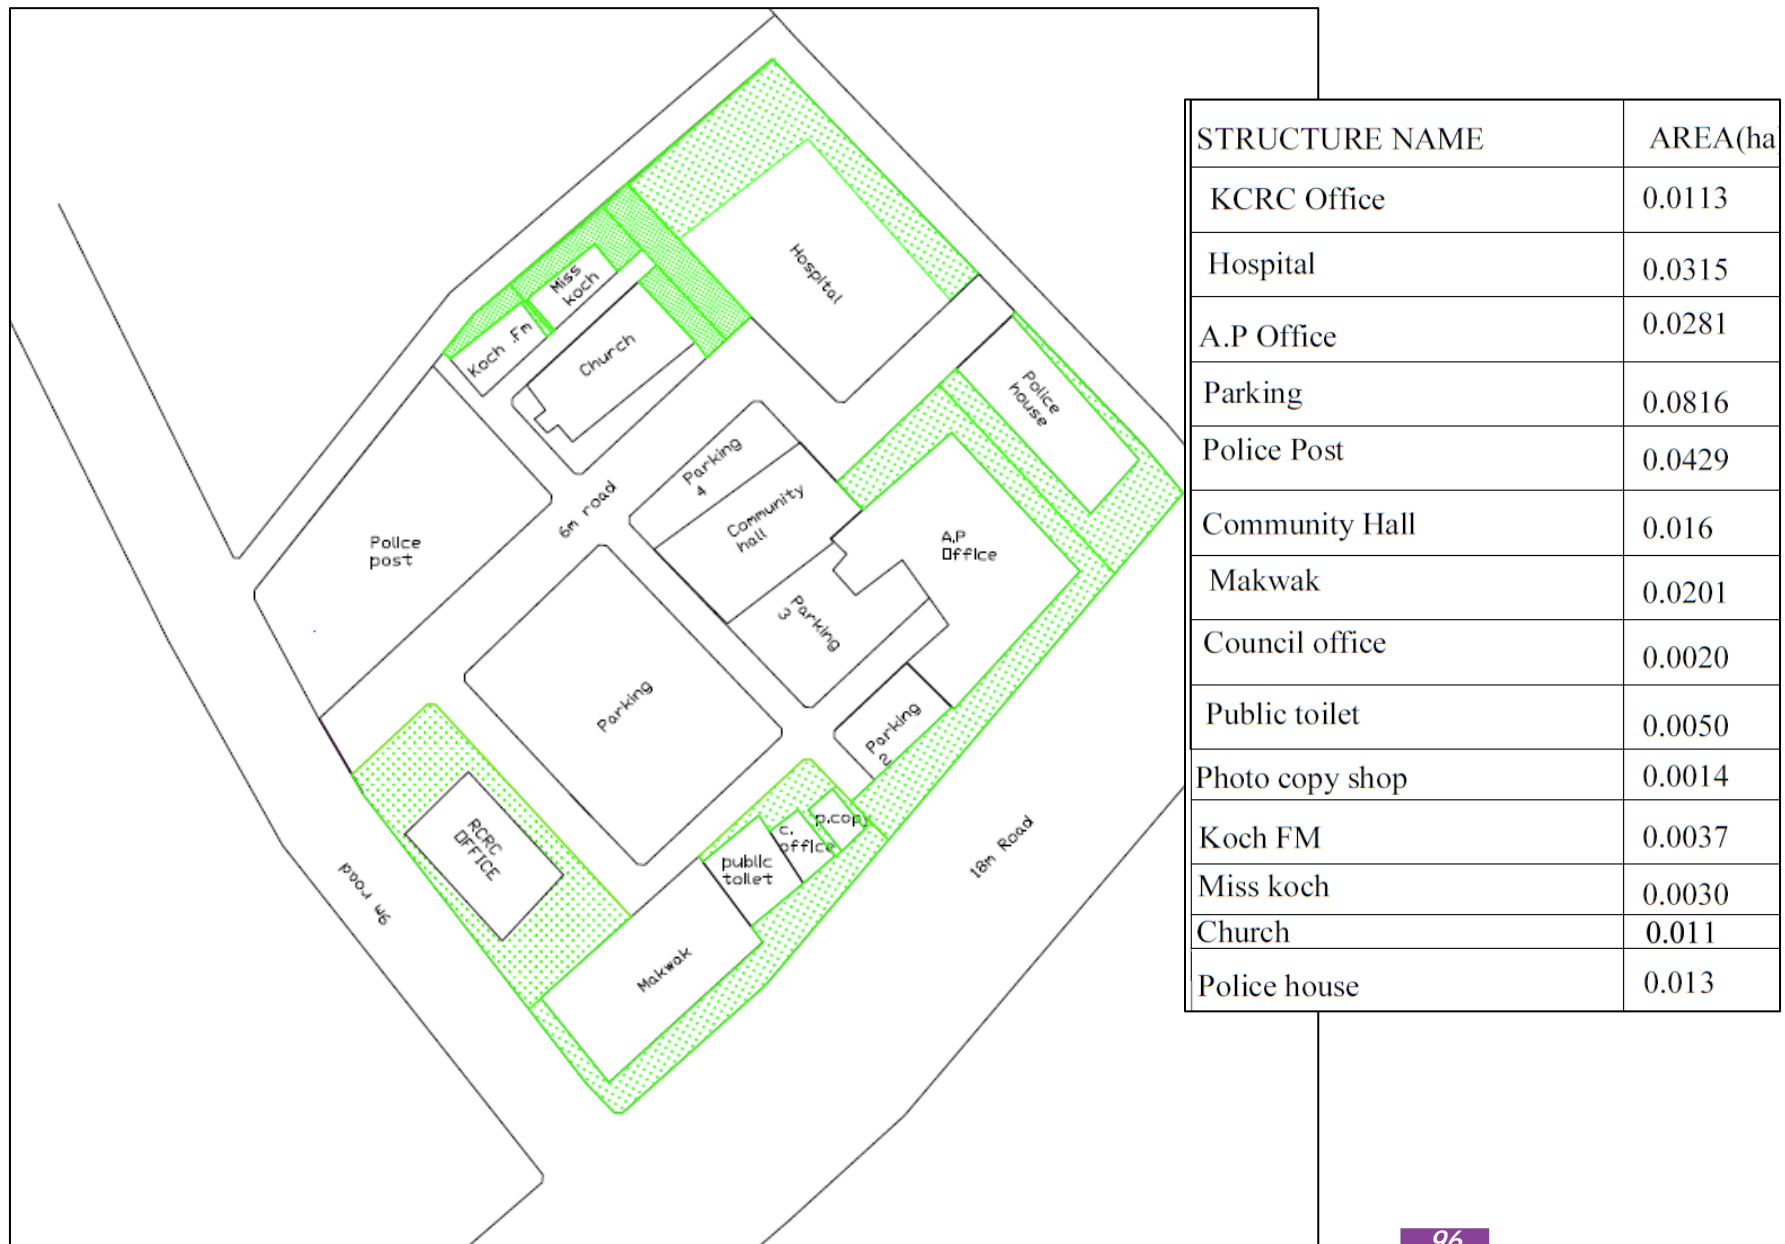 Hospital
Miss
koch
Koch .Fm
Church
Police
house
Parking
4
6m road
Community
hall
Police
post
A.P
Office
Parking
3
Parking
Parking
2
RCRC
OFFICE
p.copy
c.
office
public
toilet
9m road
18m Road
Makwak
STRUCTURE NAME AREA(ha)
KCRC Office 0.0113
Hospital 0.0315
A.P Office 0.0281
Parking 0.0816
Police Post 0.0429
Community Hall 0.016
Makwak 0.0201
Council office 0.0020
Public toilet 0.0050
Photo copy shop 0.0014
Koch FM 0.0037
Miss koch 0.0030
Church 0.011
Police house 0.013
96